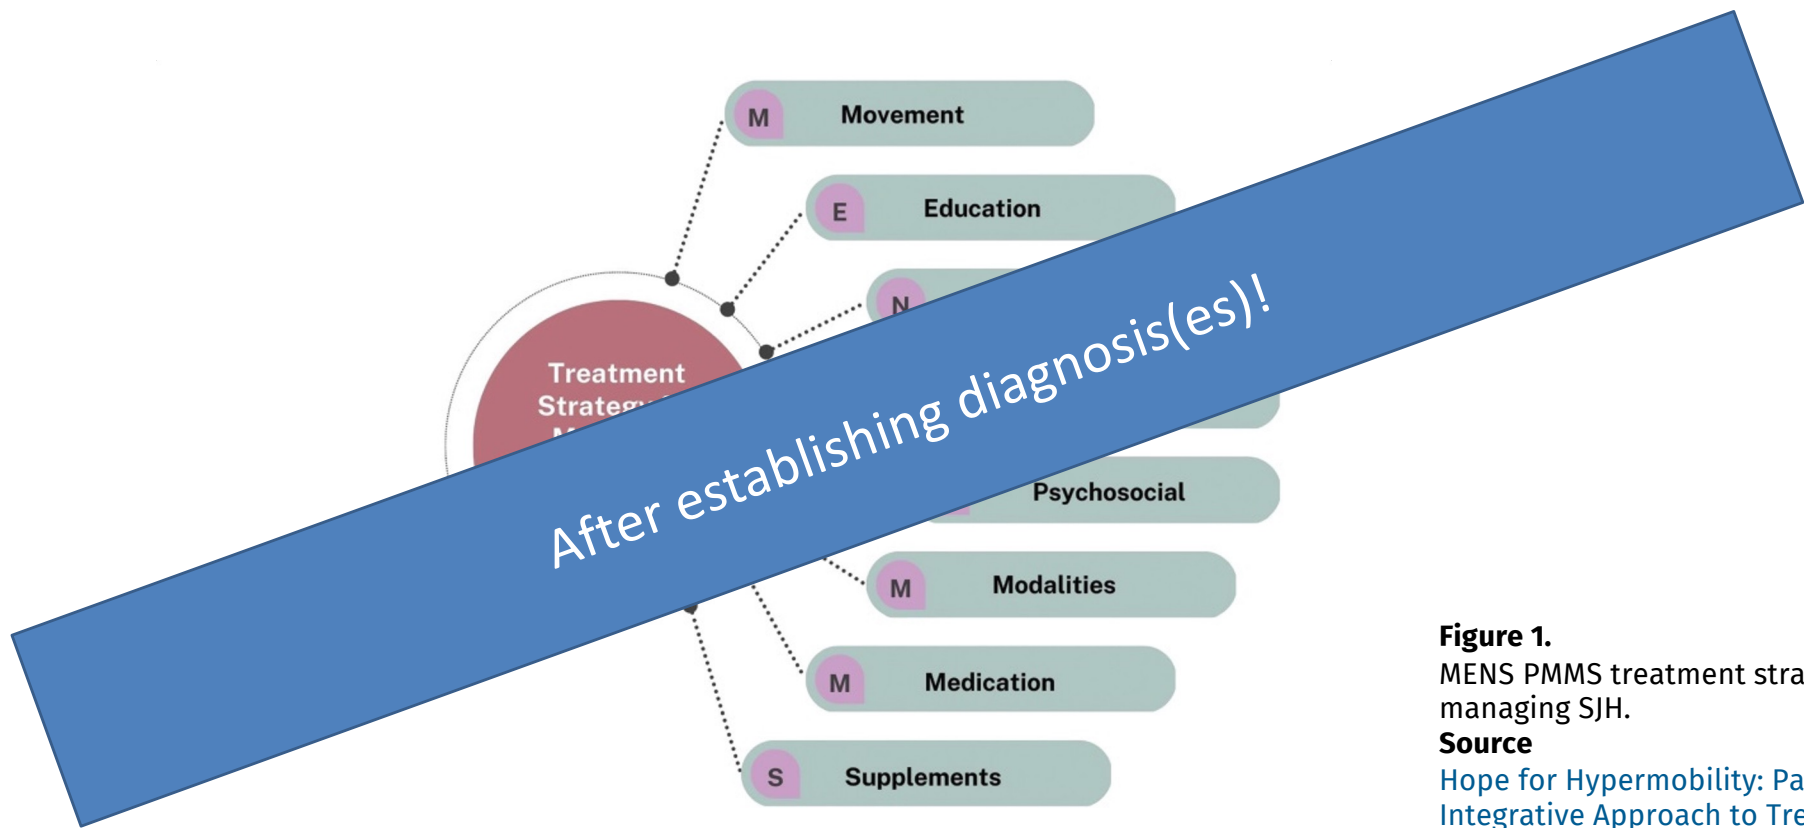 M Movement
E Education
N
Treatment
Strategy
After establishing diagnosis(es)!
Psychosocial
M Modalities
M Medication
S Supplements
Figure 1.
MENS PMMS treatment stra
managing SJH.
Source
Hope for Hypermobility: Pa
Integrative Approach to Tre